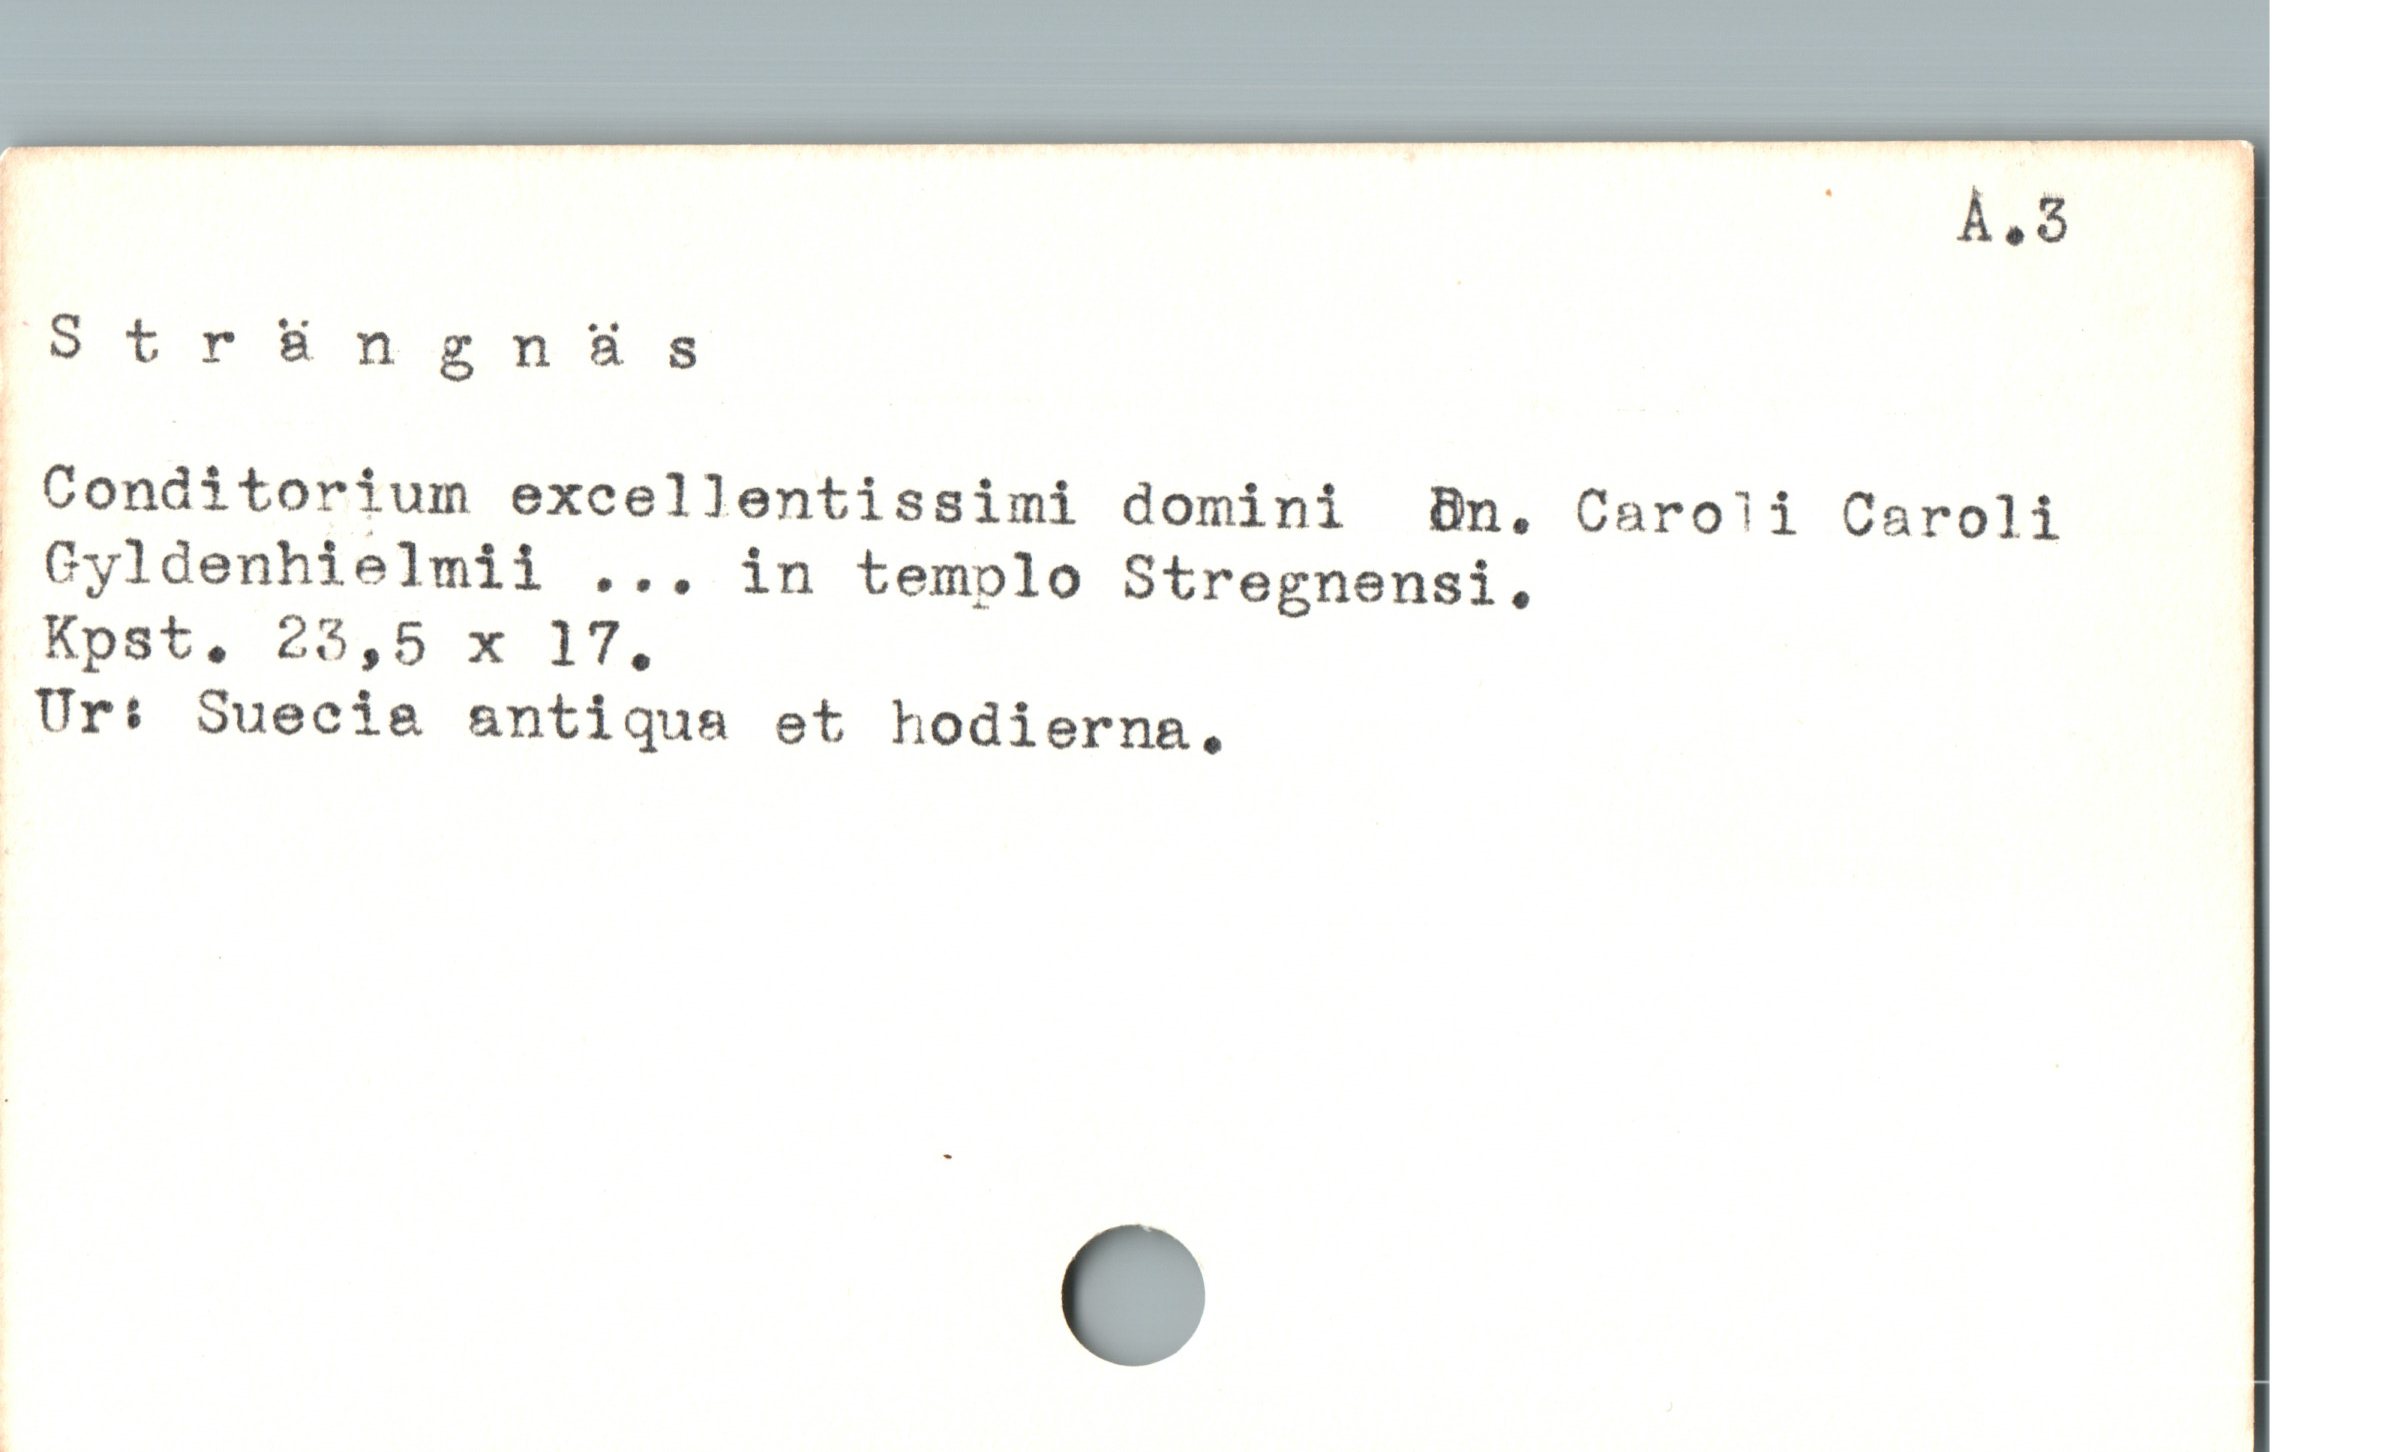 A.3
S t r ä n g n ä s
Conditorium excellentissimi domini Dn. Caroli Caroli
Gyldenhielmii ... in templo Stregnensi.
Kpst. 23,5 x 17.
Ur: Suecia antiqua et hodierna.